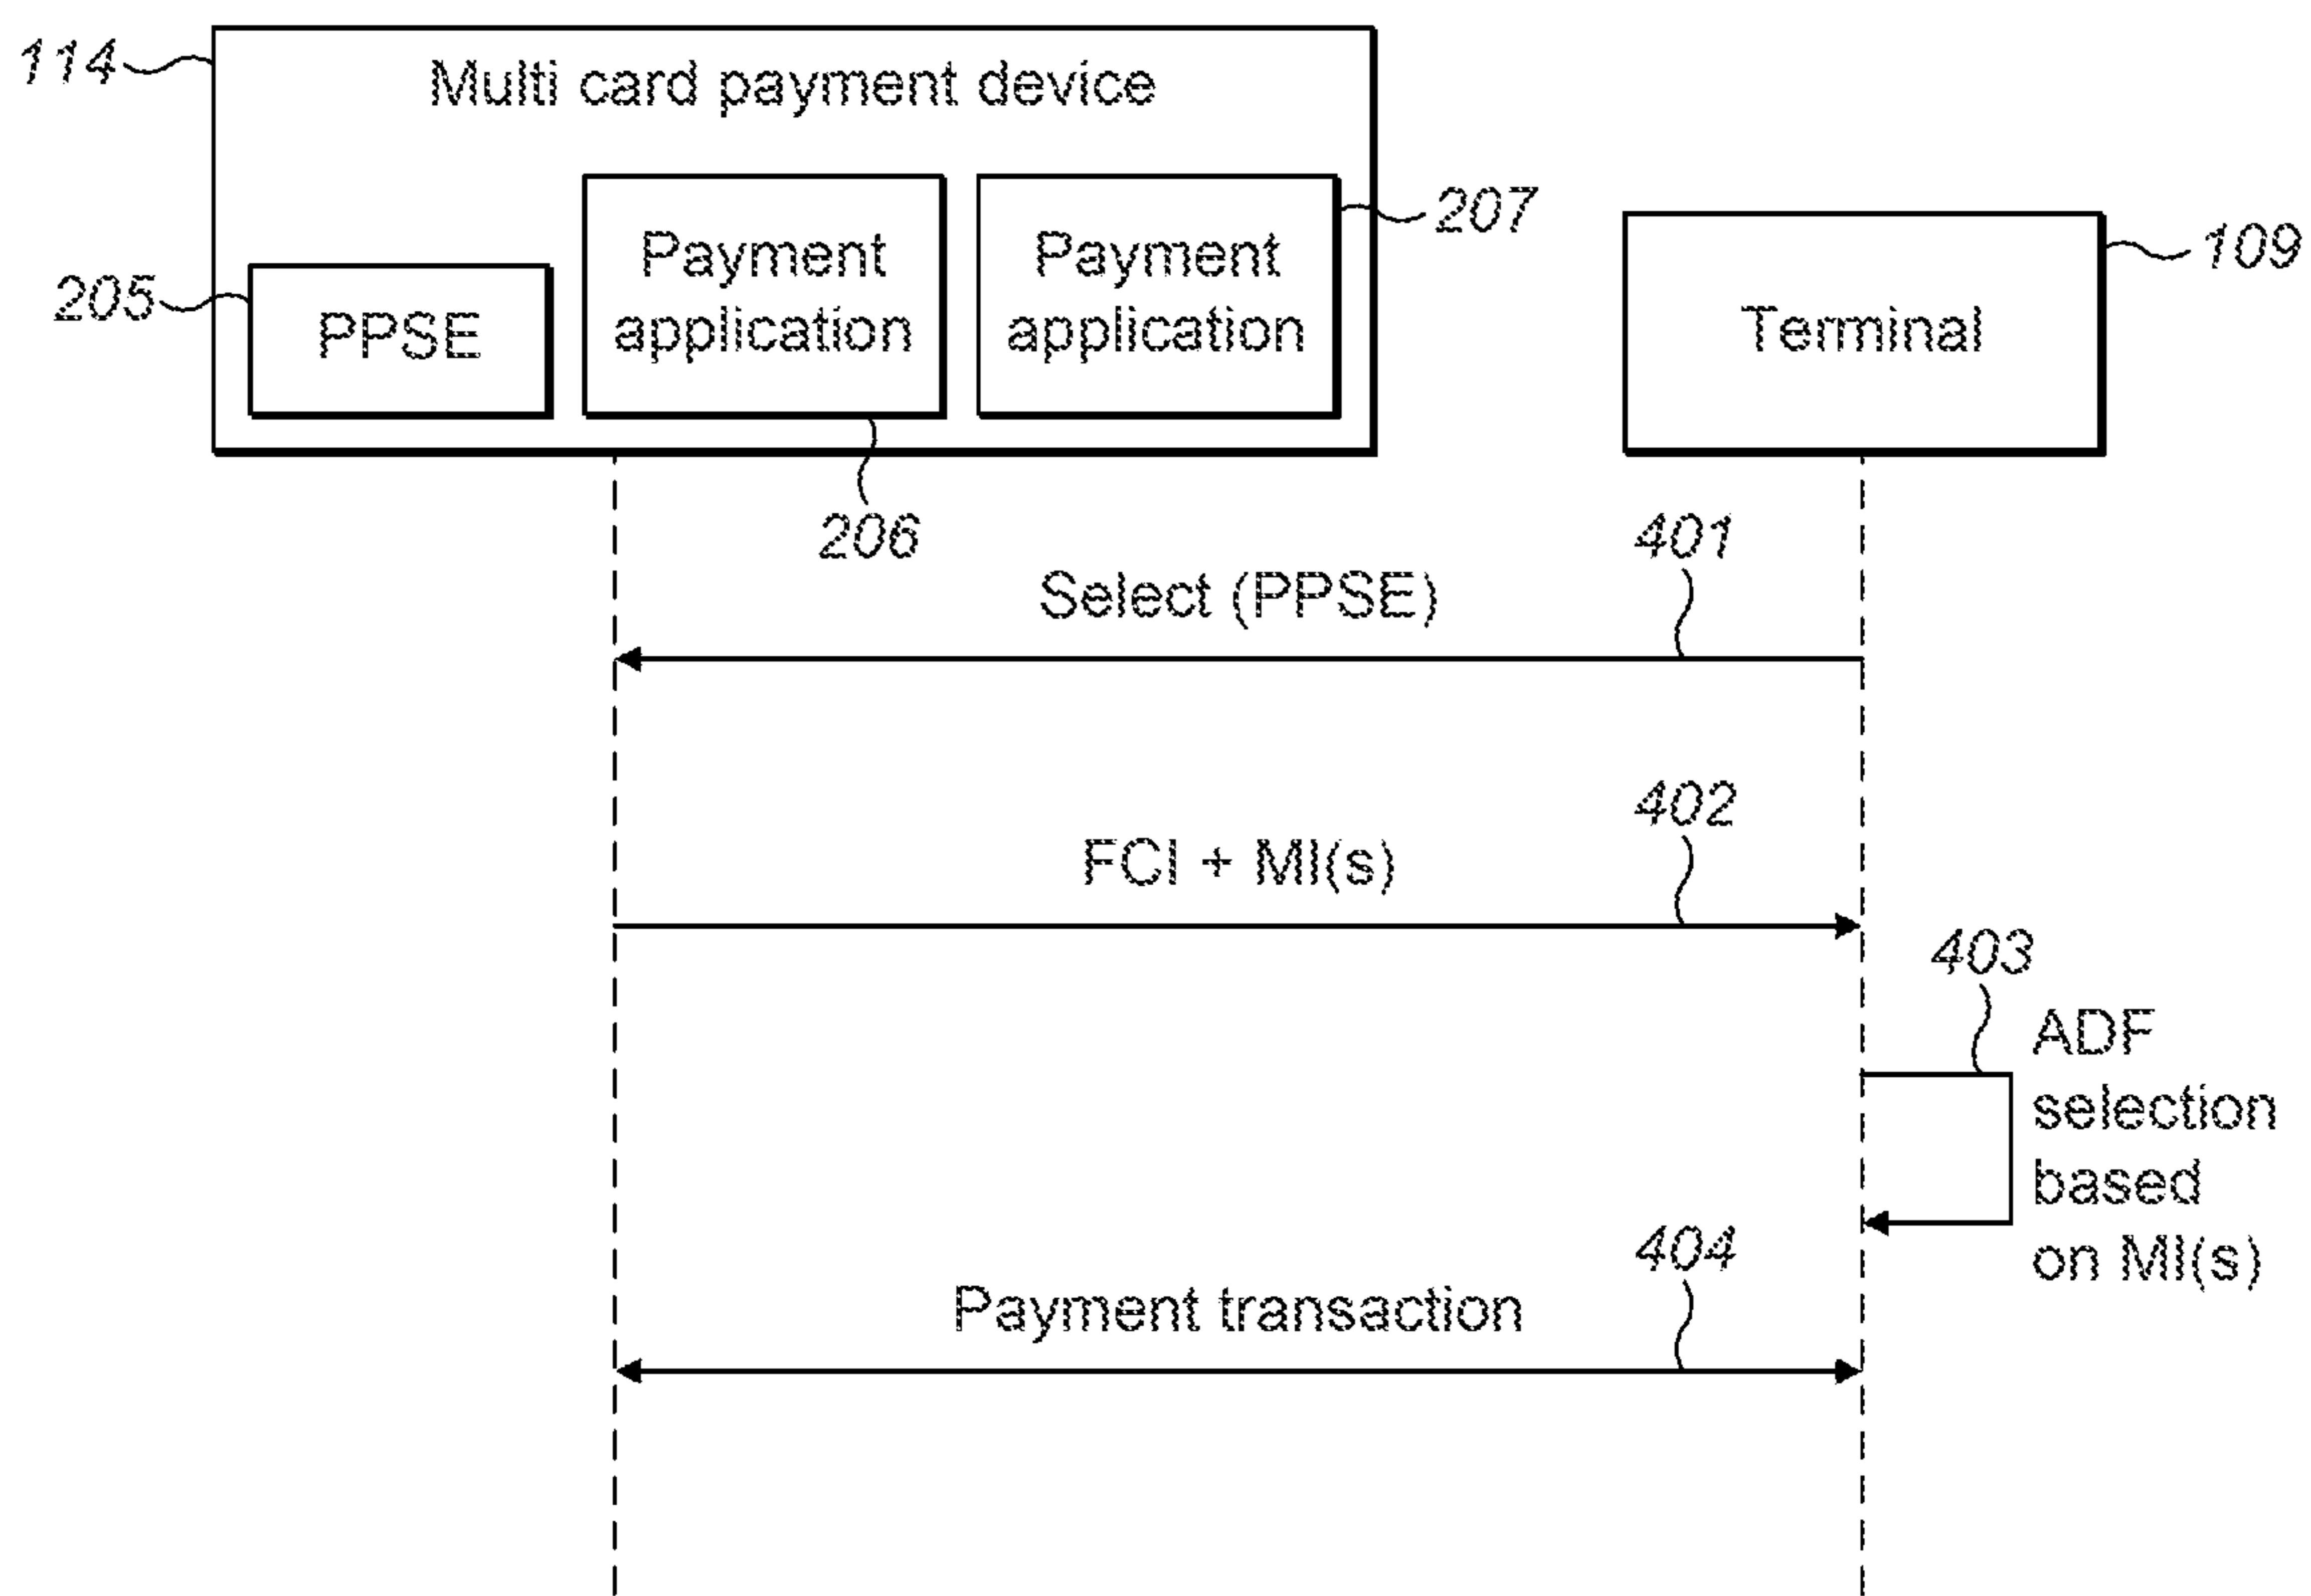 114
Multi card payment device
207
109
205
PPSE
Payment
application
Payment
application
Terminal
206
401
Select (PPSE)
402
FCI + MI(s)
403
ADF
selection
based
on MI(s)
404
Payment transaction